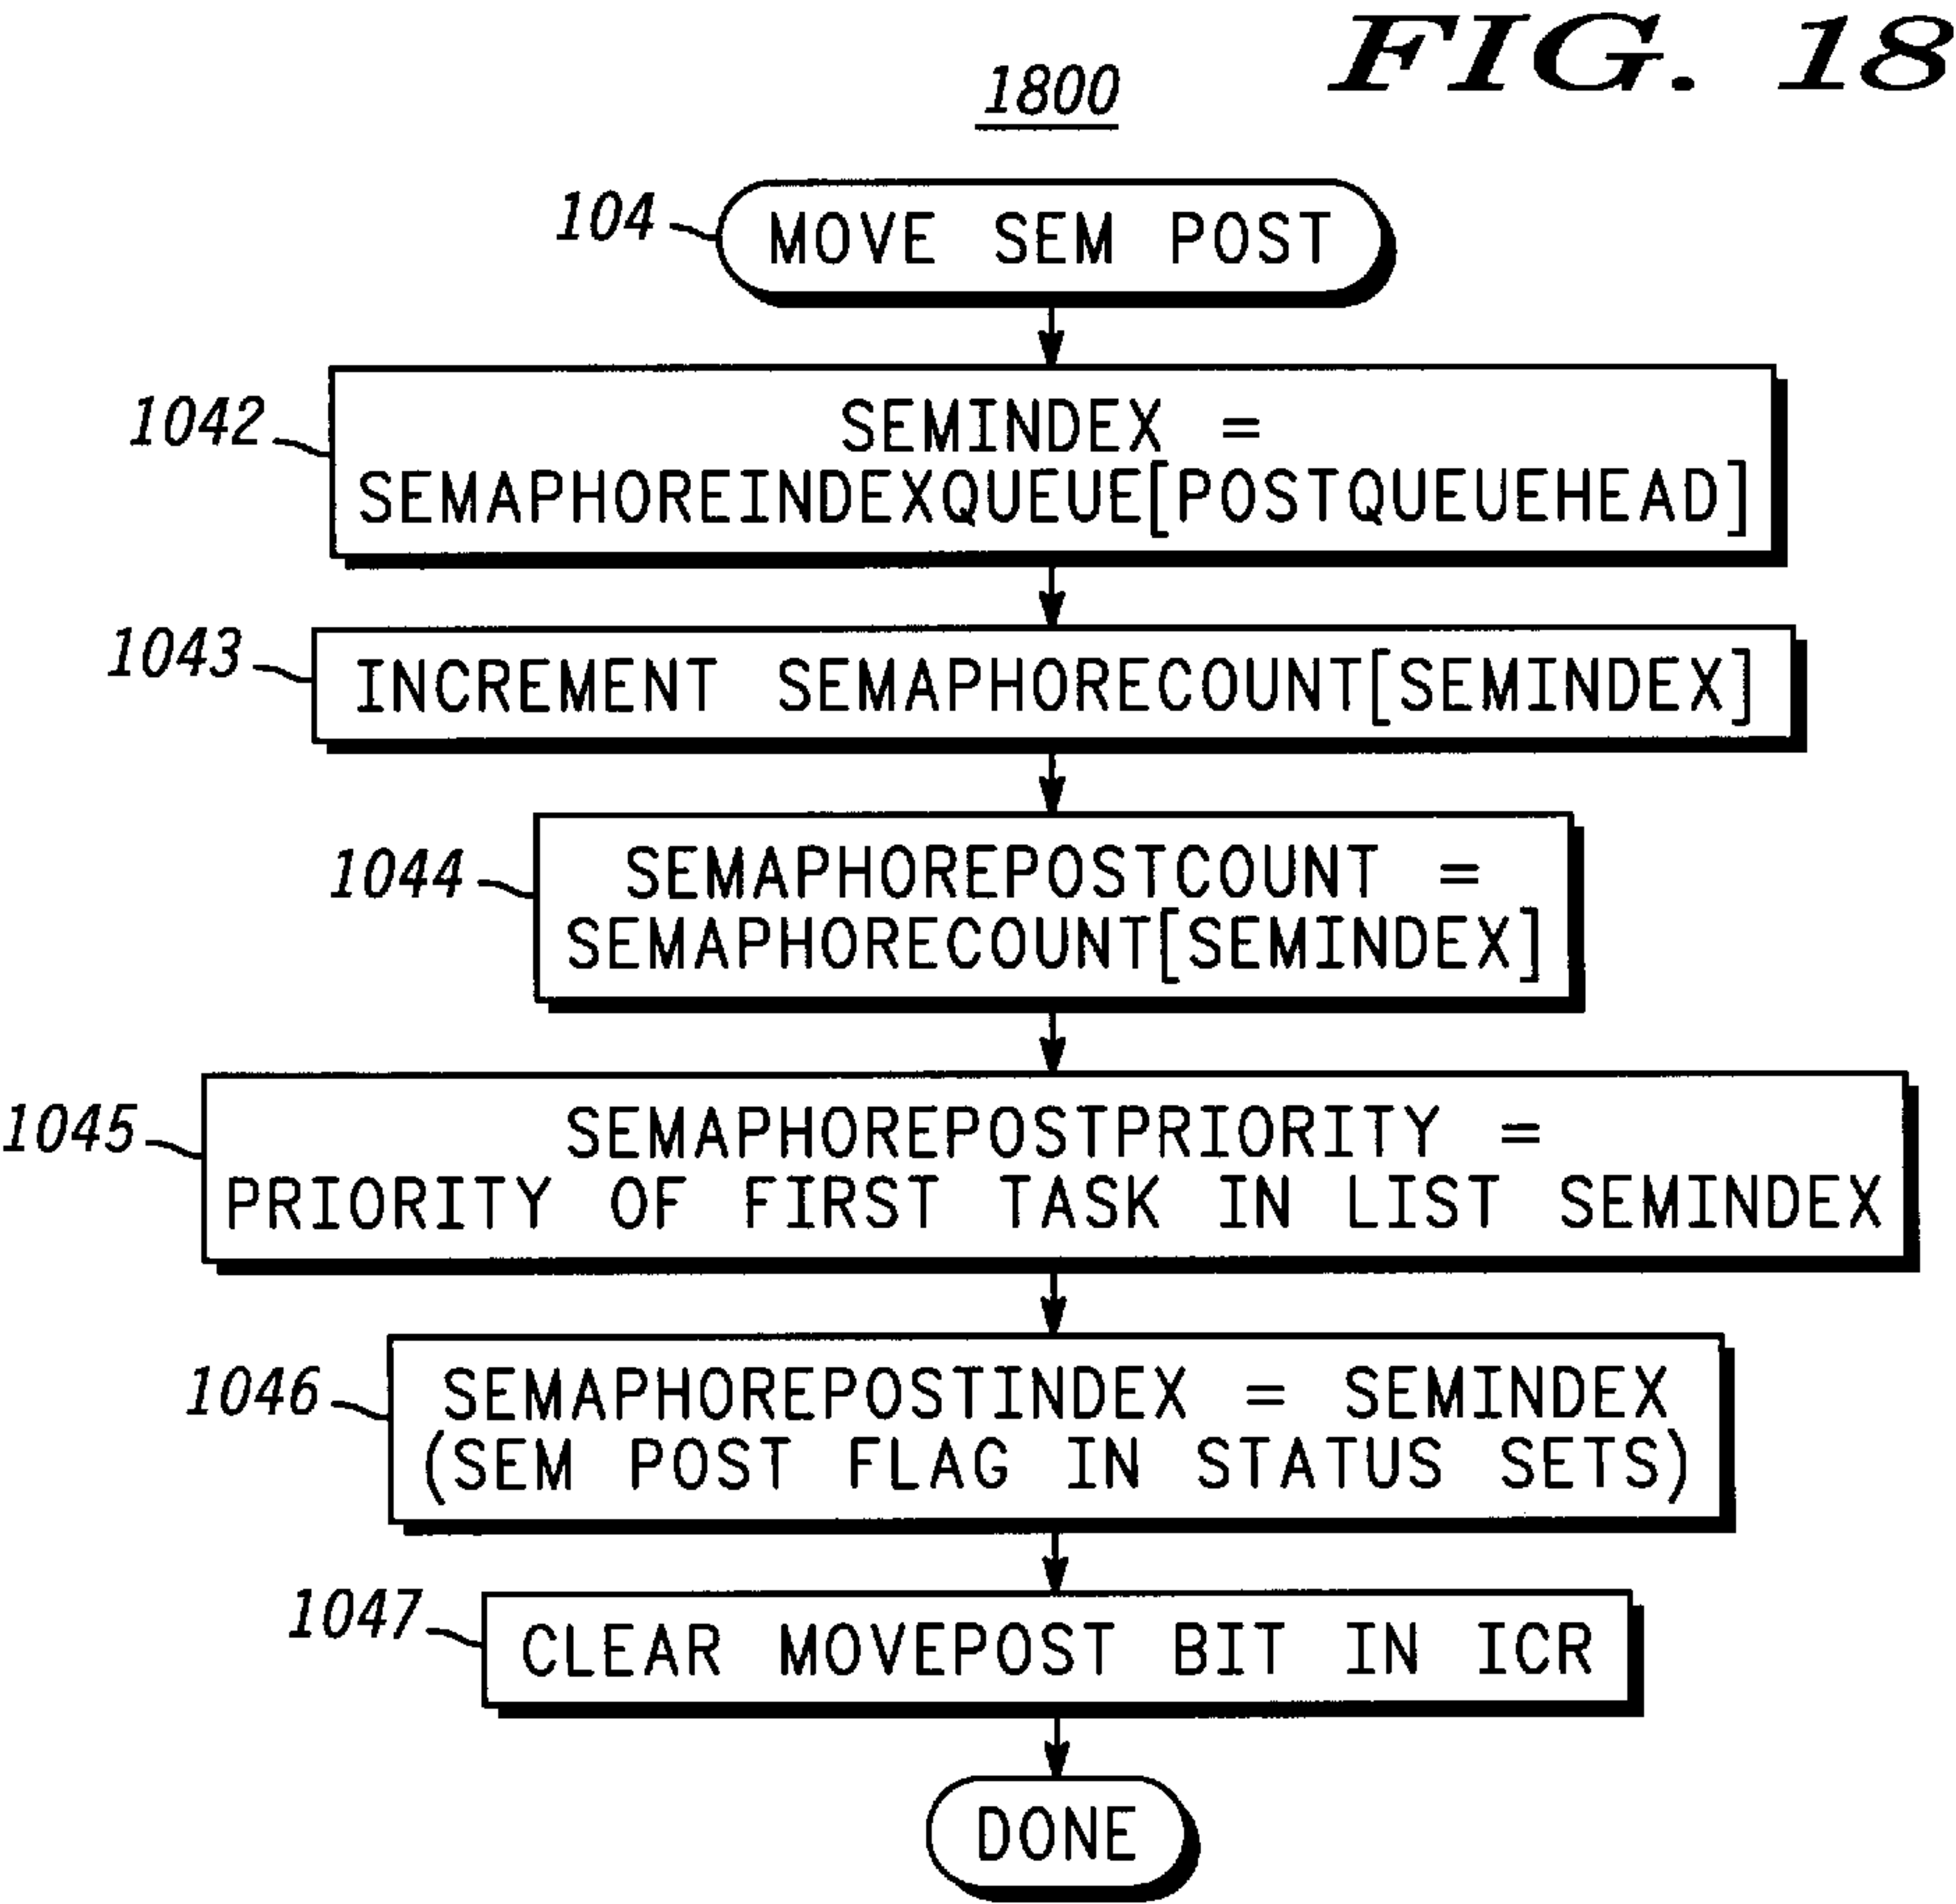 FIG. 18
1800
104
MOVE SEM POST
1042
SEMINDEX =
SEMAPHOREINDEXQUEUE[POSTQUEUEHEAD]
1043
INCREMENT SEMAPHORECOUNT[SEMINDEX]
1044
SEMAPHOREPOSTCOUNT =
SEMAPHORECOUNT[SEMINDEX]
1045
SEMAPHOREPOSTPRIORITY =
PRIORITY OF FIRST TASK IN LIST SEMINDEX
1046
SEMAPHOREPOSTINDEX = SEMINDEX
(SEM POST FLAG IN STATUS SETS)
1047
CLEAR MOVEPOST BIT IN ICR
DONE